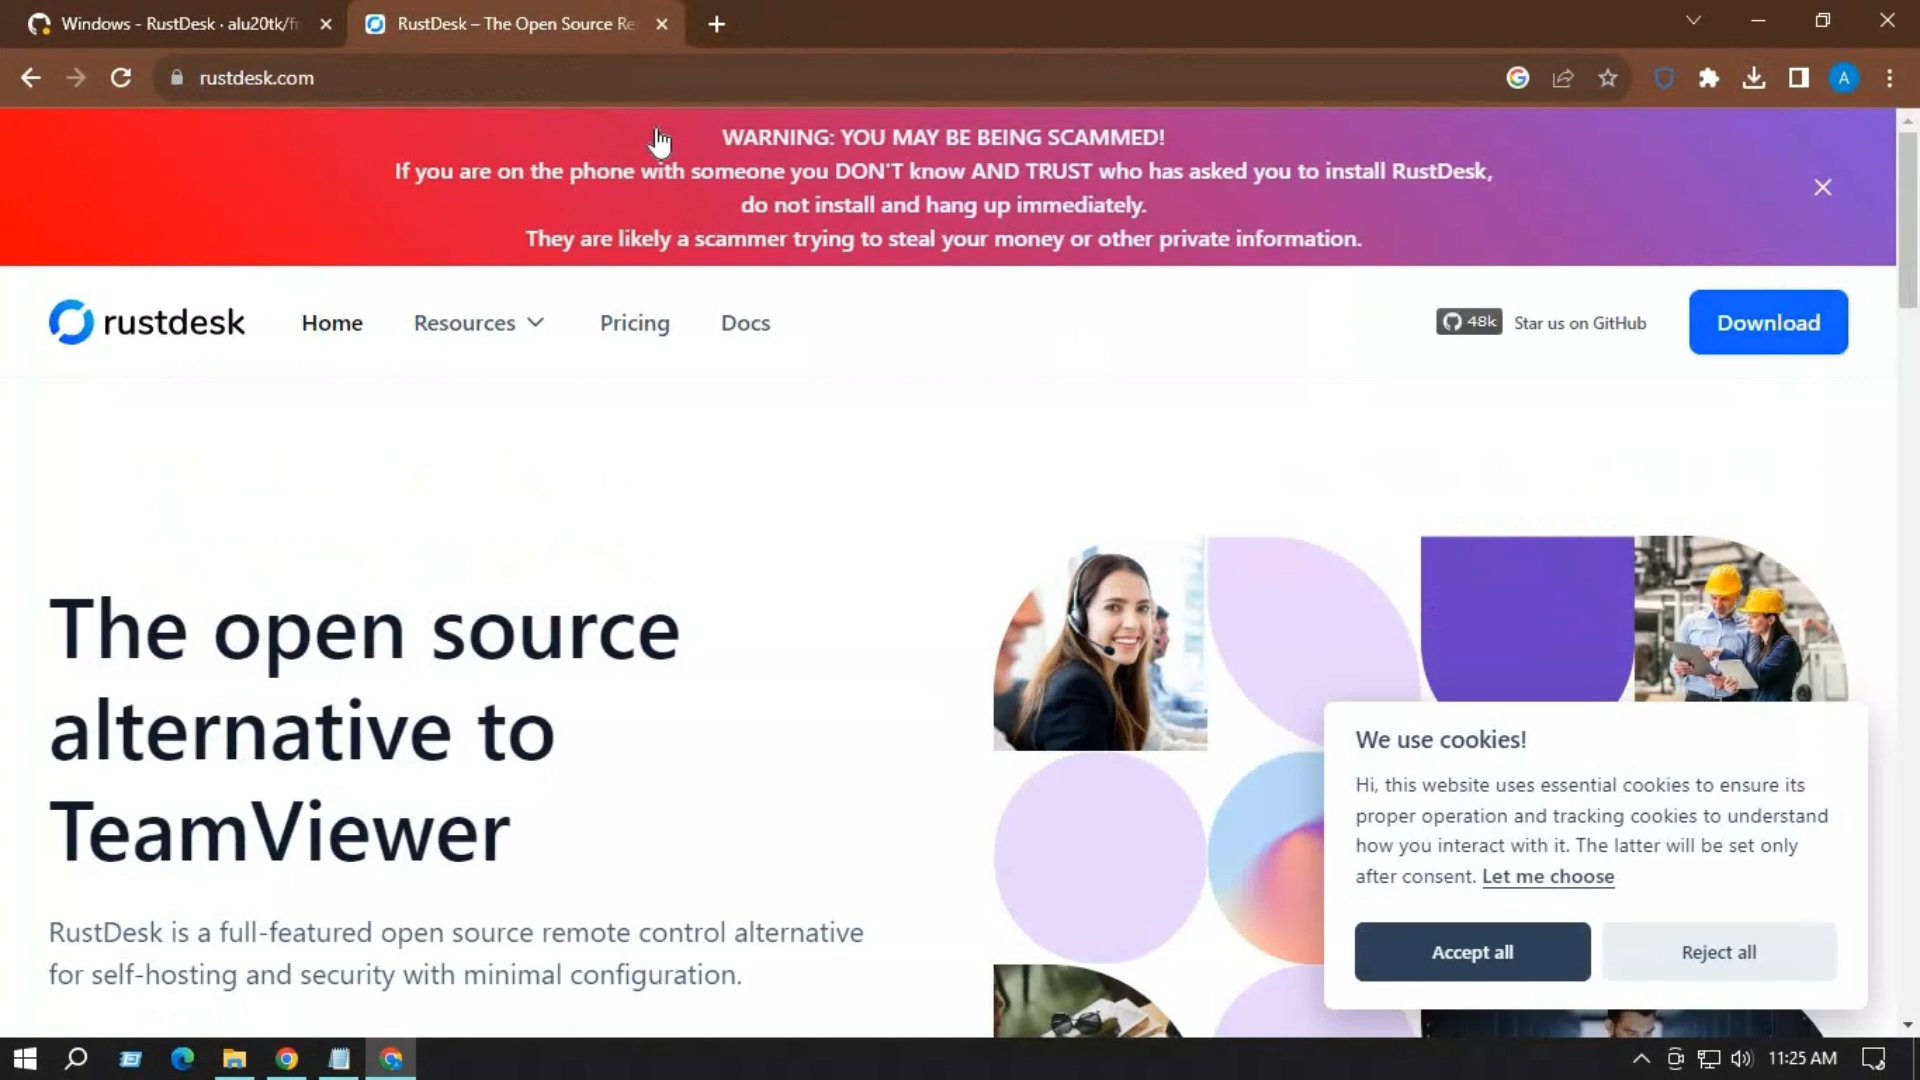 Windows - RustDesk · alu20tk/
RustDesk – The Open Source Re
rustdesk.com
A
WARNING: YOU MAY BE BEING SCAMMED!
If you are on the phone with someone you DON'T know AND TRUST who has asked you to install RustDesk,
do not install and hang up immediately.
They are likely a scammer trying to steal your money or other private information.
rustdesk
Home
Resources
Pricing
Docs
48k
Star us on GitHub
Download
The open source
alternative to
TeamViewer
RustDesk is a full-featured open source remote control alternative
for self-hosting and security with minimal configuration.
We use cookies!
Hi, this website uses essential cookies to ensure its
proper operation and tracking cookies to understand
how you interact with it. The latter will be set only
after consent. Let me choose
Accept all
Reject all
11:25 AM